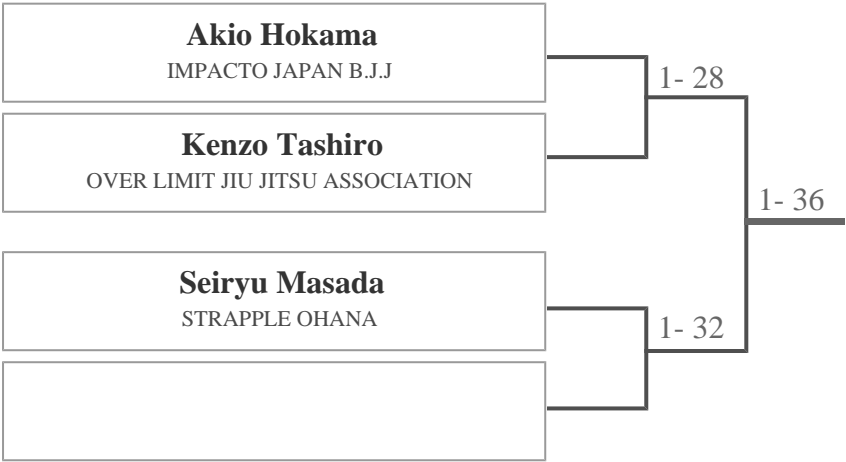 Akio Hokama
IMPACTO JAPAN B.J.J
1- 28
Kenzo Tashiro
OVER LIMIT JIU JITSU ASSOCIATION
1- 36
Seiryu Masada
STRAPPLE OHANA
1- 32